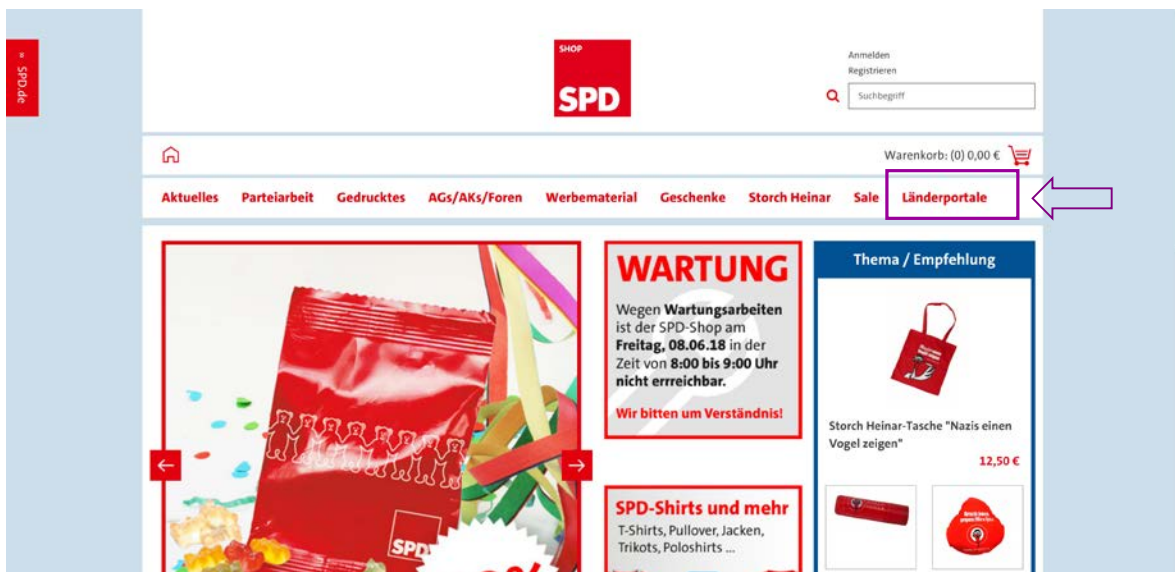 » SPD.de
SHOP
SPD
Anmelden
Registrieren
Suchbegriff
Warenkorb: (0) 0,00 €
Aktuelles Parteiarbeit Gedrucktes AGs/AKs/Foren Werbematerial Geschenke Storch Heinar Sale Länderportale
SPD
WARTUNG
Wegen Wartungsarbeiten
ist der SPD-Shop am
Freitag, 08.06.18 in der
Zeit von 8:00 bis 9:00 Uhr
nicht errreichbar.
Wir bitten um Verständnis!
SPD-Shirts und mehr
T-Shirts, Pullover, Jacken,
Trikots, Poloshirts ...
Thema / Empfehlung
Storch Heinar-Tasche "Nazis einen
Vogel zeigen"
12,50 €